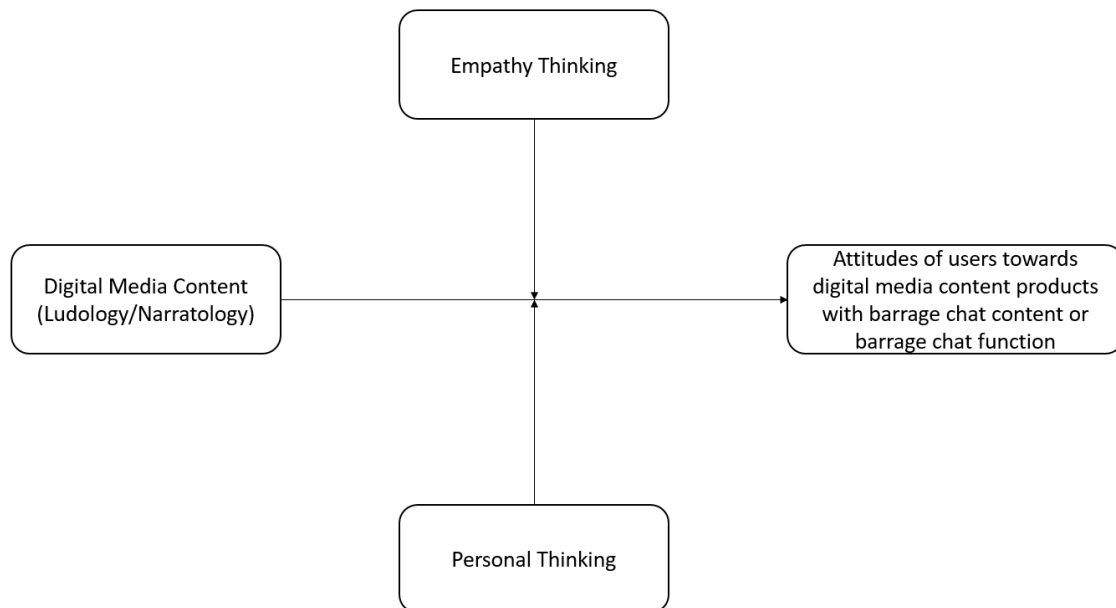 Empathy Thinking
Digital Media Content
(Ludology/Narratology)
Attitudes of users towards
digital media content products
with barrage chat content or
barrage chat function
Personal Thinking